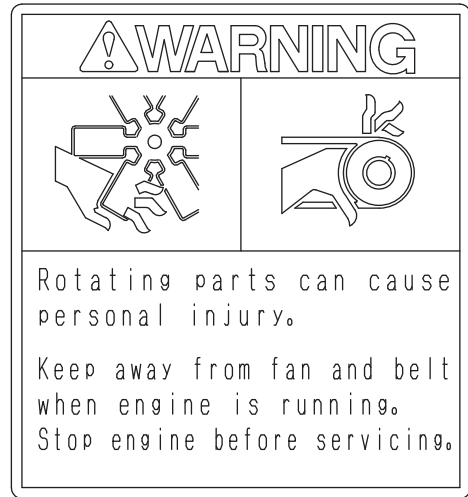 WARNING
Rotating parts can cause
personal injury.
Keep away from fan and belt
when engine is running.
Stop engine before servicing.